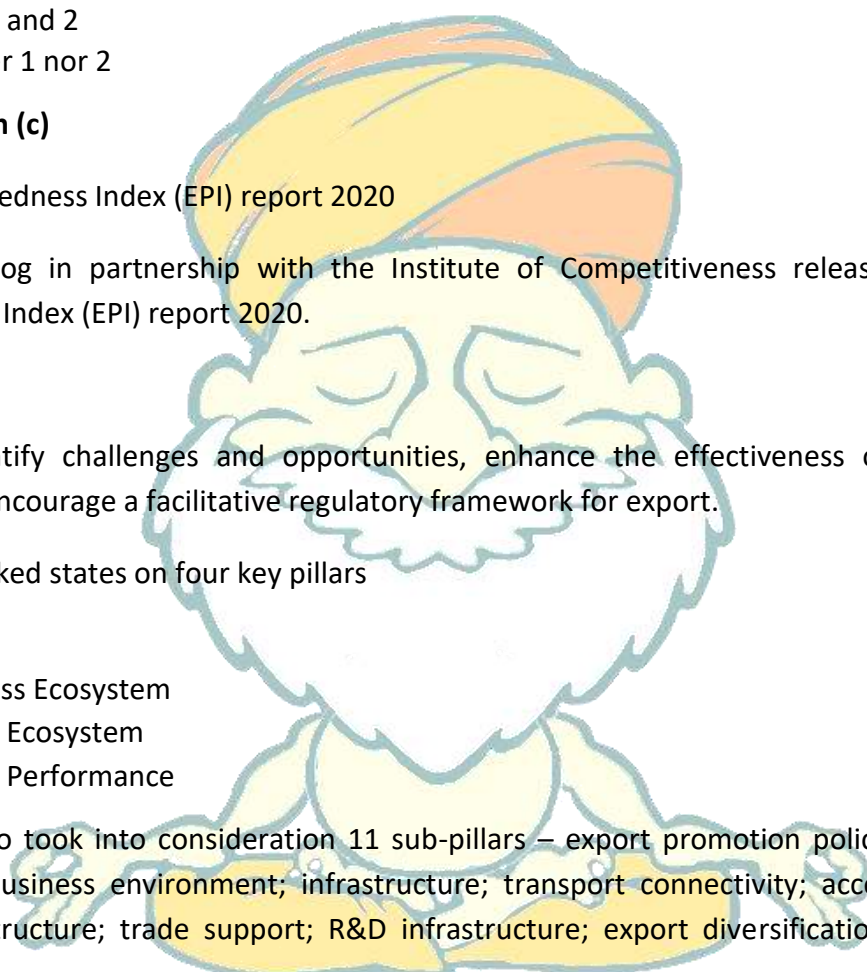 and 2
r 1 nor 2
n (c)
edness Index (EPI) report 2020
og in partnership with the Institute of Competitiveness releas
Index (EPI) report 2020.
tify challenges and opportunities, enhance the effectiveness o
ncourage a facilitative regulatory framework for export.
ked states on four key pillars
ss Ecosystem
Ecosystem
Performance
o took into consideration 11 sub-pillars – export promotion polic
usiness environment; infrastructure; transport connectivity; acce
tructure; trade support; R&D infrastructure; export diversificatio